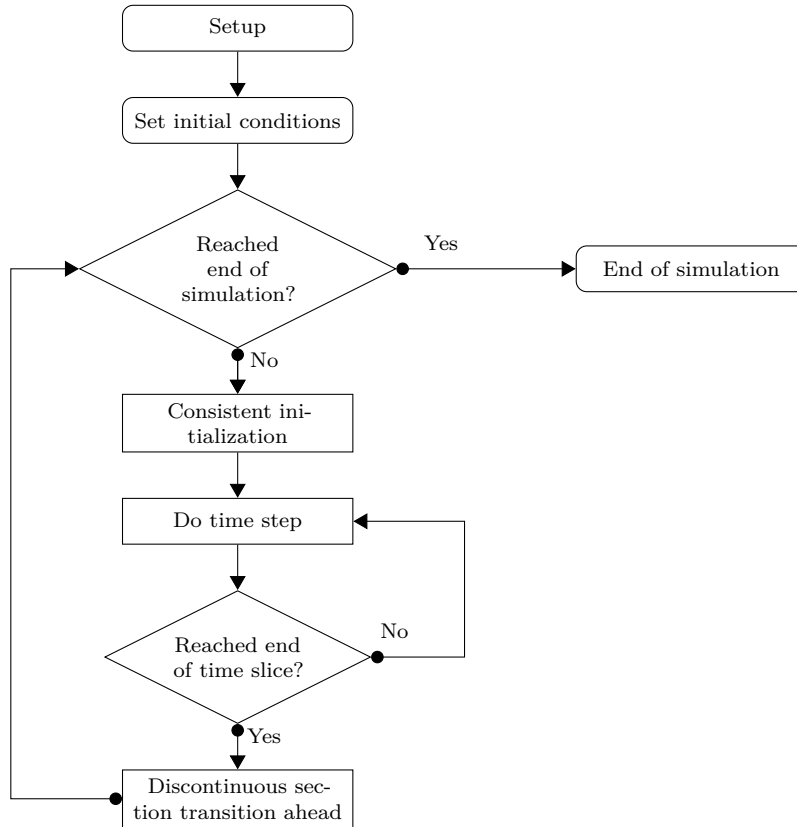 Setup
Set initial conditions
Reached
end of
simulation?
Yes
End of simulation
No
Consistent ini-
tialization
Do time step
Reached end
of time slice?
No
Yes
Discontinuous sec-
tion transition ahead